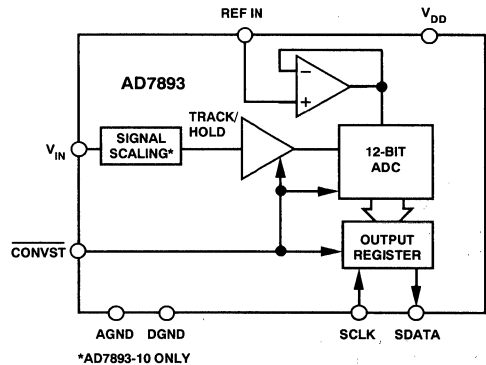 REF IN
VDD
AD7893
TRACK/
HOLD
SIGNAL
SCALING*
VIN
12-BIT
ADC
CONVST
OUTPUT
REGISTER
AGND
DGND
SCLK
SDATA
*AD7893-10 ONLY